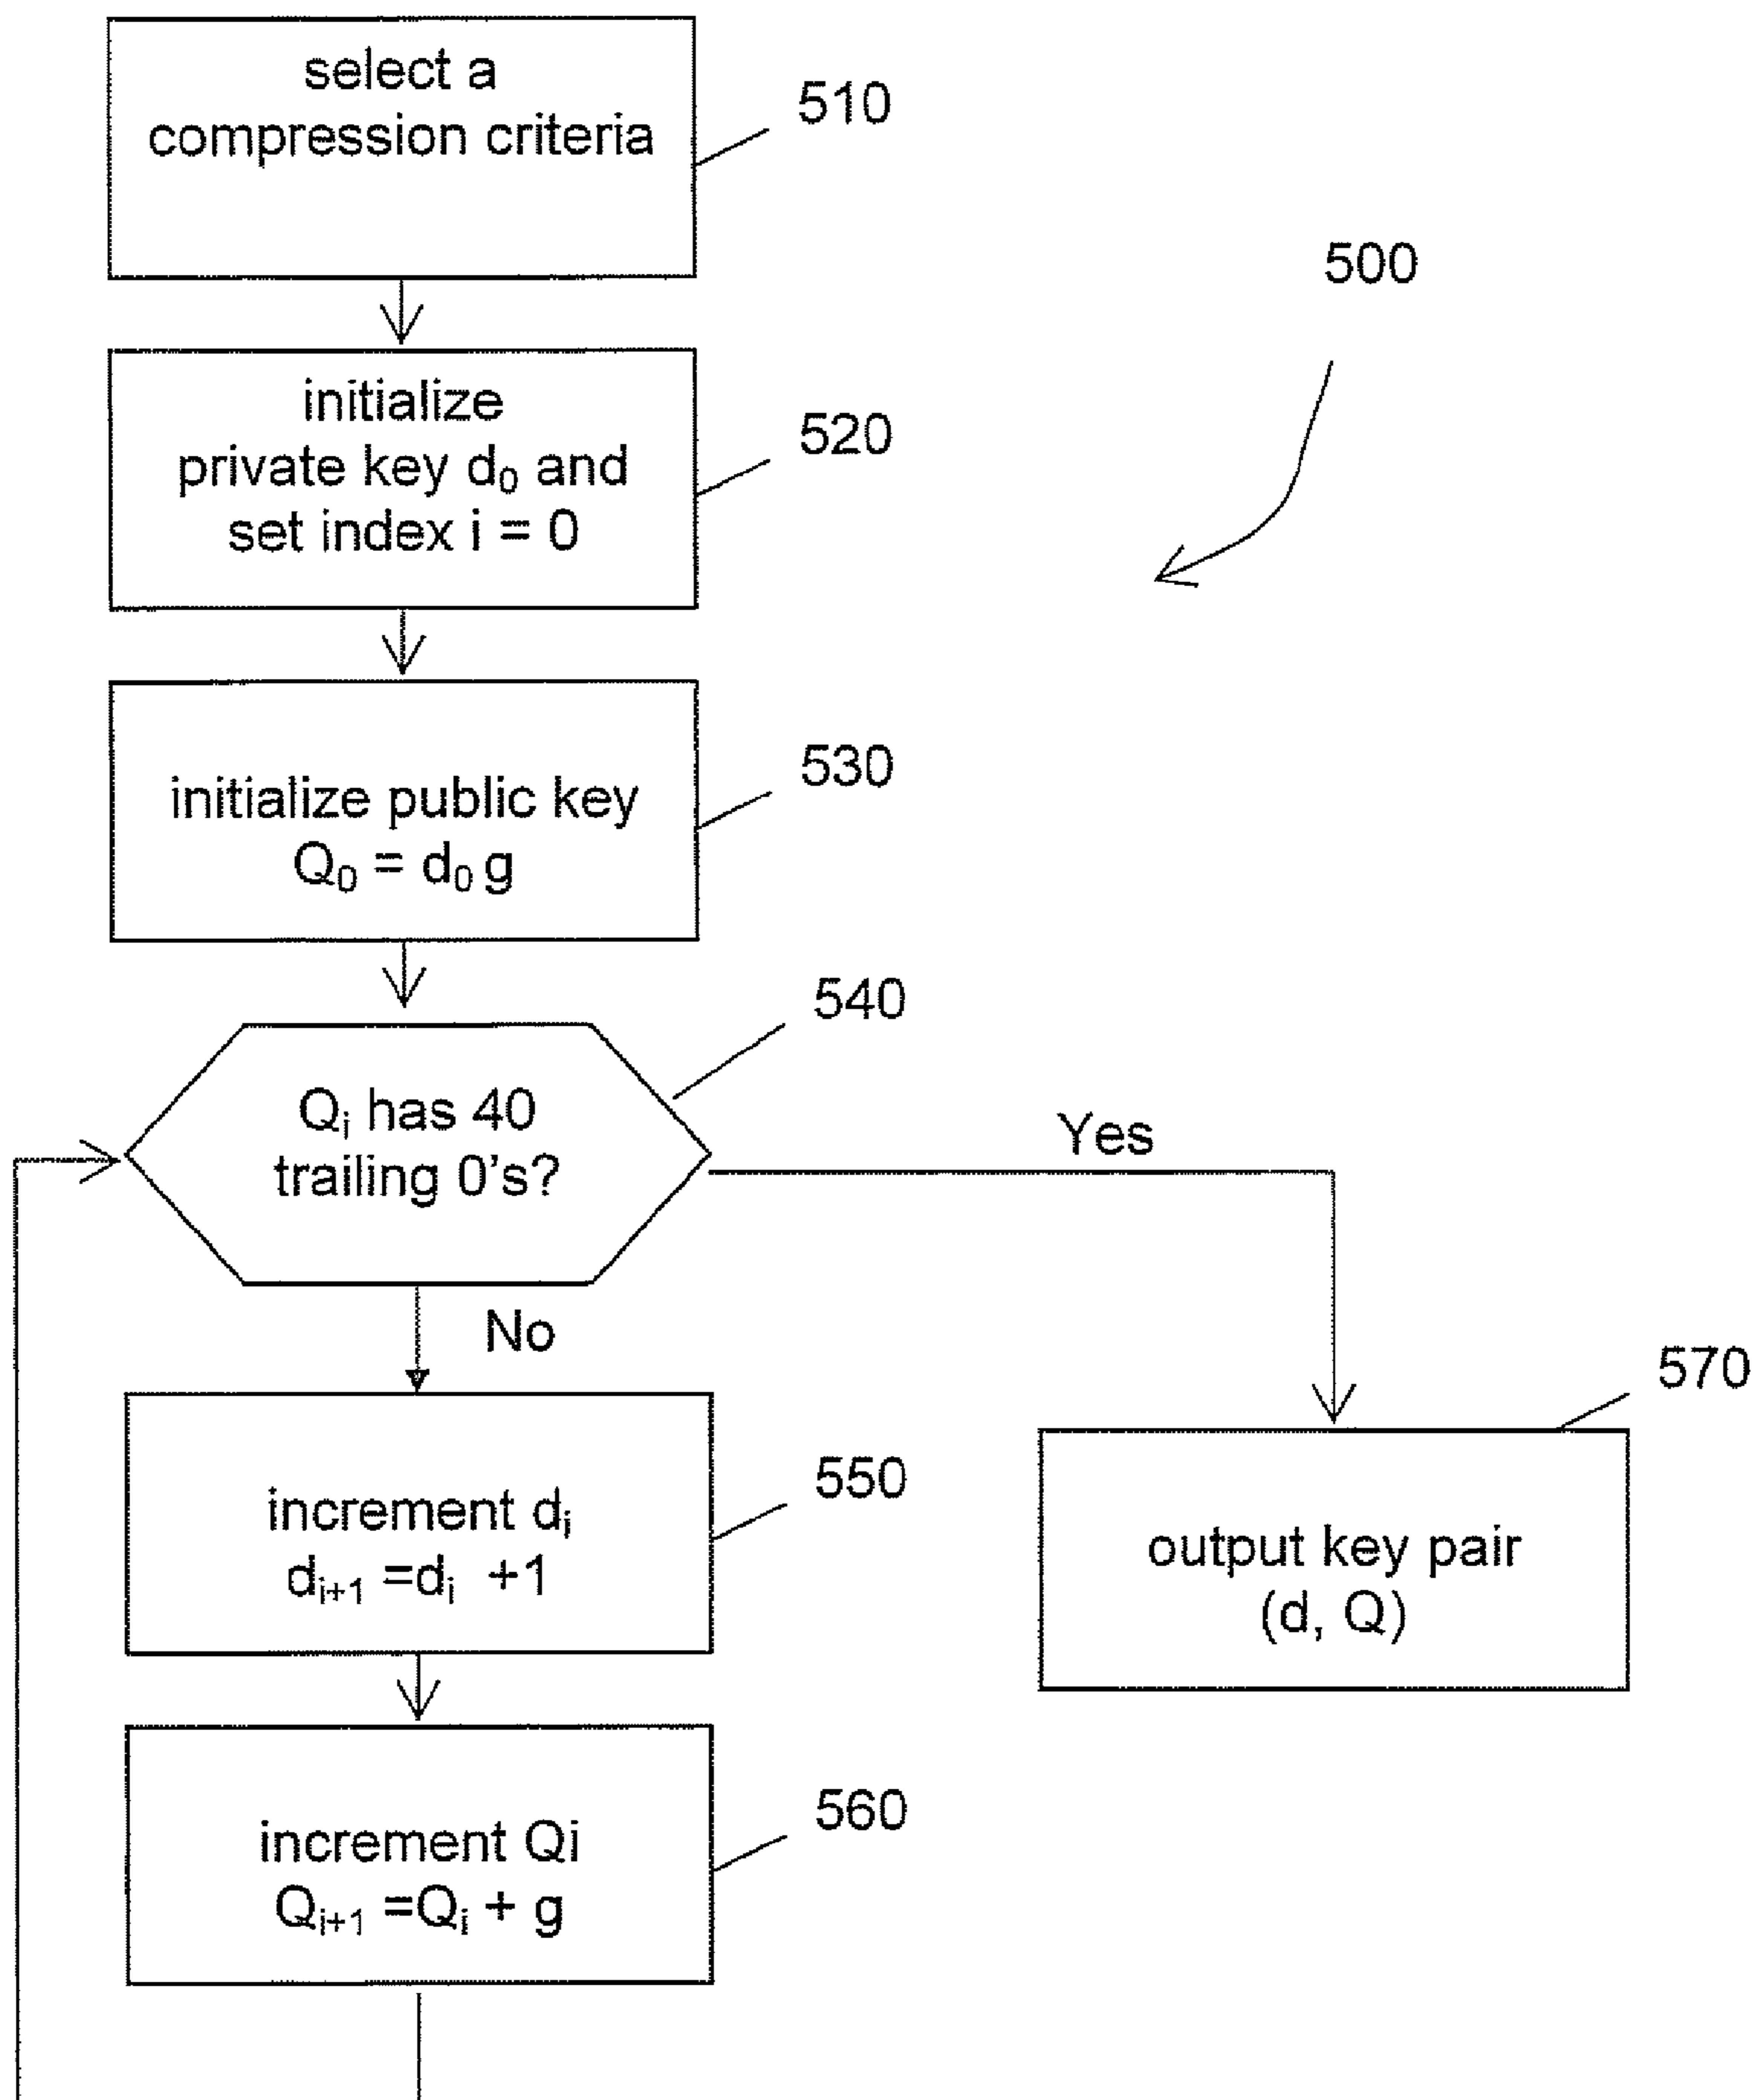 select a
compression criteria
510
500
initialize
private key d₀ and
set index i = 0
520
initialize public key
Q₀ = d₀ g
530
540
Qᵢ has 40
trailing 0's?
Yes
No
570
increment dᵢ
dᵢ₊₁ =dᵢ +1
550
output key pair
(d, Q)
increment Qi
Qᵢ₊₁ =Qᵢ + g
560